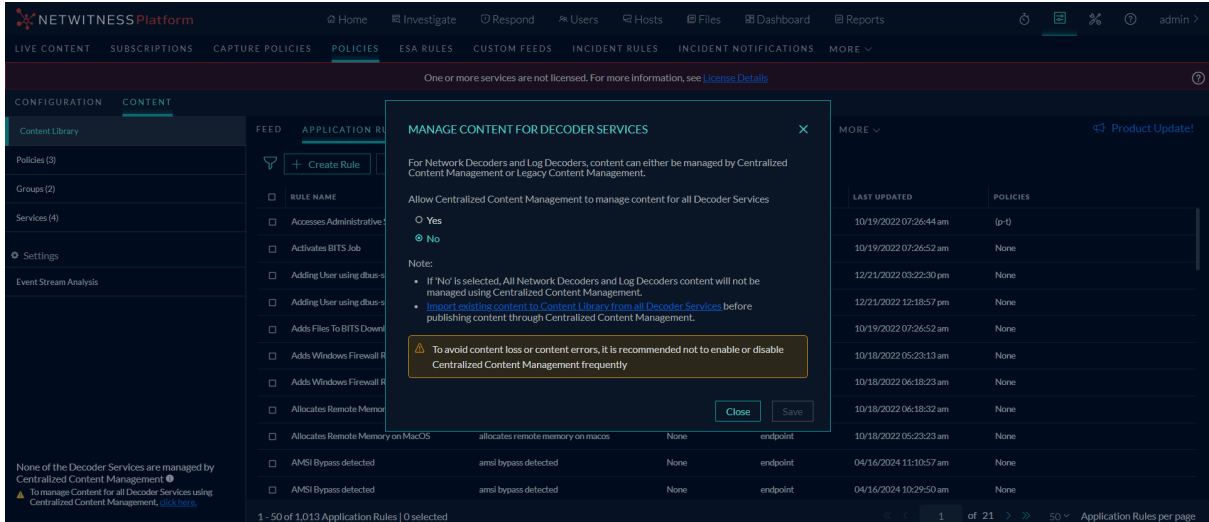 NETWITNESS Platform
Home Investigate Respond Users Hosts Files Dashboard Reports admin >
LIVE CONTENT SUBSCRIPTIONS CAPTURE POLICIES POLICIES ESA RULES CUSTOM FEEDS INCIDENT RULES INCIDENT NOTIFICATIONS MORE
One or more services are not licensed. For more information, see License Details
CONFIGURATION CONTENT
Content Library
Policies (3)
Groups (2)
Services (4)
Settings
Event Stream Analysis
None of the Decoder Services are managed by
Centralized Content Management
To manage Content for all Decoder Services using
Centralized Content Management, click here.
FEED APPLICATION RU MORE Product Update!
+ Create Rule
RULE NAME LAST UPDATED POLICIES
Accesses Administrative S 10/19/2022 07:26:44 am (p-t)
Activates BITS Job 10/19/2022 07:26:52 am None
Adding User using dbus-s 12/21/2022 03:22:30 pm None
Adding User using dbus-s 12/21/2022 12:18:57 pm None
Adds Files To BITS Downl 10/19/2022 07:26:52 am None
Adds Windows Firewall R 10/18/2022 05:23:13 am None
Adds Windows Firewall R 10/18/2022 06:18:23 am None
Allocates Remote Memor 10/18/2022 06:18:32 am None
Allocates Remote Memory on MacOS allocates remote memory on macos None endpoint 10/18/2022 05:23:23 am None
AMSI Bypass detected amsi bypass detected None endpoint 04/16/2024 11:10:57 am None
AMSI Bypass detected amsi bypass detected None endpoint 04/16/2024 10:29:50 am None
1 - 50 of 1,013 Application Rules | 0 selected << < 1 of 21 > >> 50 Application Rules per page
MANAGE CONTENT FOR DECODER SERVICES
For Network Decoders and Log Decoders, content can either be managed by Centralized
Content Management or Legacy Content Management.
Allow Centralized Content Management to manage content for all Decoder Services
Yes
No
Note:
• If 'No' is selected, All Network Decoders and Log Decoders content will not be
managed using Centralized Content Management.
• Import existing content to Content Library from all Decoder Services before
publishing content through Centralized Content Management.
To avoid content loss or content errors, it is recommended not to enable or disable
Centralized Content Management frequently
Close Save